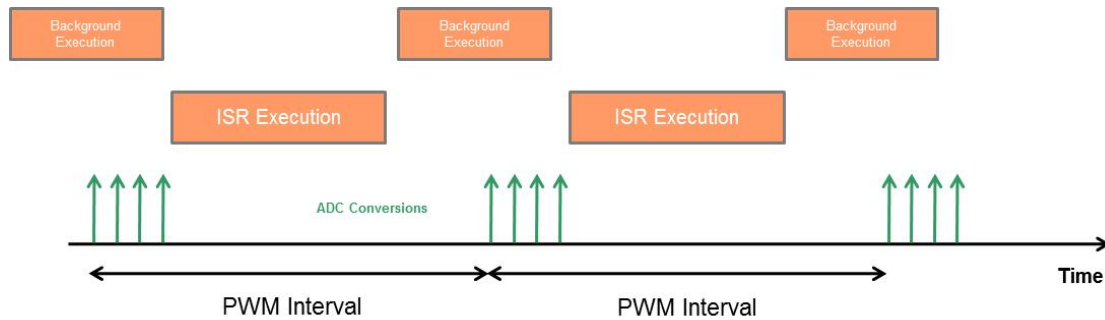 Background
Execution
Background
Execution
Background
Execution
ISR Execution
ISR Execution
ADC Conversions
Time
PWM Interval
PWM Interval